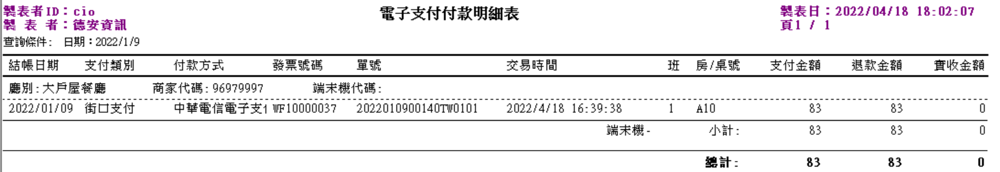 製表者ID：cio 電子支付付款明細表 製表日：2022/04/18 18:02:07
製 表 者：德安資訊 頁1 / 1
查詢條件: 日期：2022/1/9
結帳日期 支付類別 付款方式 發票號碼 單號 交易時間 班 房/桌號 支付金額 退款金額 實收金額
廳別:大戶屋餐廳 商家代碼:96979997 端末機代碼:
2022/01/09 街口支付 中華電信電子支付 WF10000037 2022010900140TW0101 2022/4/18 16:39:38 1 A10 83 83 0
端末機- 小計: 83 83 0
總計: 83 83 0